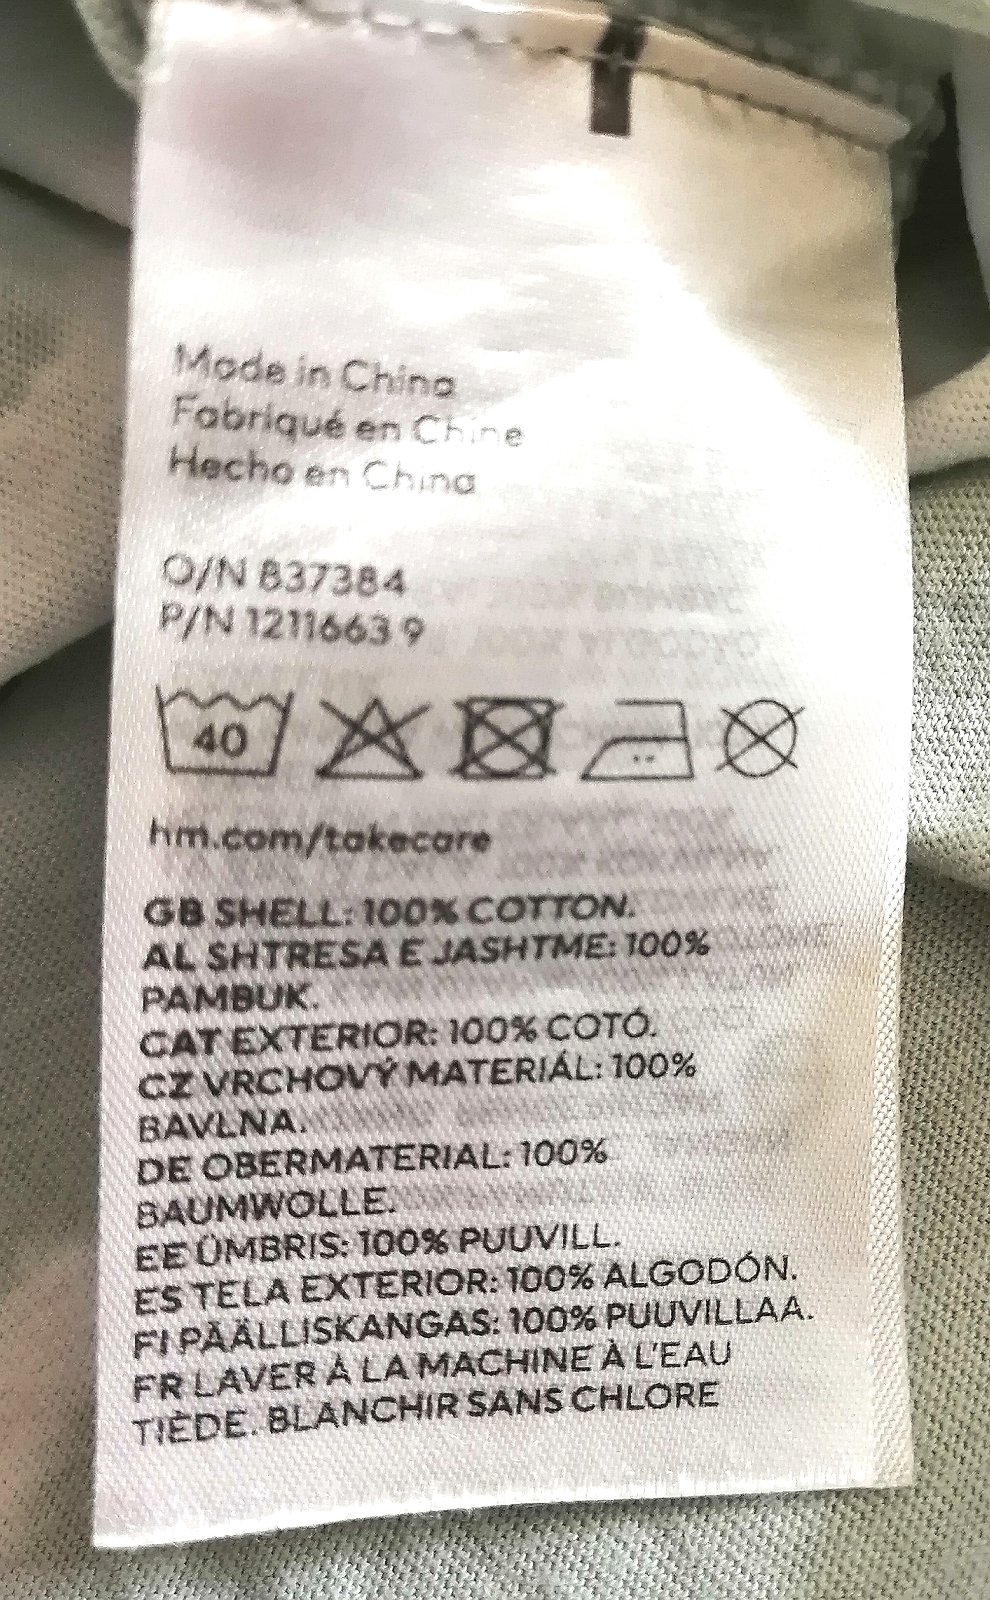 Made in China
Fabriqué en Chine
Hecho en China
O/N 837384
P/N 12116639
40
hm.com/takecare
GB SHELL: 100% COTTON.
AL SHTRESA E JASHTME: 100%
PAMBUK.
CAT EXTERIOR: 100% COTÓ.
CZ VRCHOVÝ MATERIÁL: 100%
BAVLNA.
DE OBERMATERIAL: 100%
BAUMWOLLE.
EE ÜMBRIS: 100% PUUVILL.
ES TELA EXTERIOR: 100% ALGODÓN.
FI PÄÄLLISKANGAS: 100% PUUVILLAA.
FR LAVER À LA MACHINE À L'EAU
TIÈDE. BLANCHIR SANS CHLORE